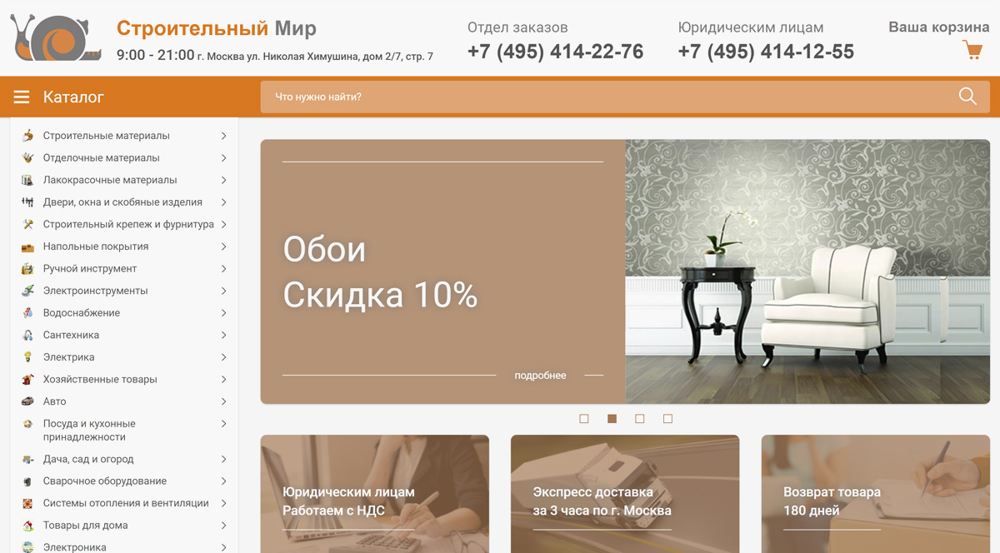 Строительный Мир
9:00 - 21:00 г. Москва ул. Николая Химушина, дом 2/7, стр. 7
Отдел заказов
+7 (495) 414-22-76
Юридическим лицам
+7 (495) 414-12-55
Ваша корзина
Каталог
Что нужно найти?
Строительные материалы
Отделочные материалы
Лакокрасочные материалы
Двери, окна и скобяные изделия
Строительный крепеж и фурнитура
Напольные покрытия
Ручной инструмент
Электроинструменты
Водоснабжение
Сантехника
Электрика
Хозяйственные товары
Авто
Посуда и кухонные
принадлежности
Дача, сад и огород
Сварочное оборудование
Системы отопления и вентиляции
Товары для дома
Электроника
Обои
Скидка 10%
подробнее
Юридическим лицам
Работаем с НДС
Экспресс доставка
за 3 часа по г. Москва
Возврат товара
180 дней